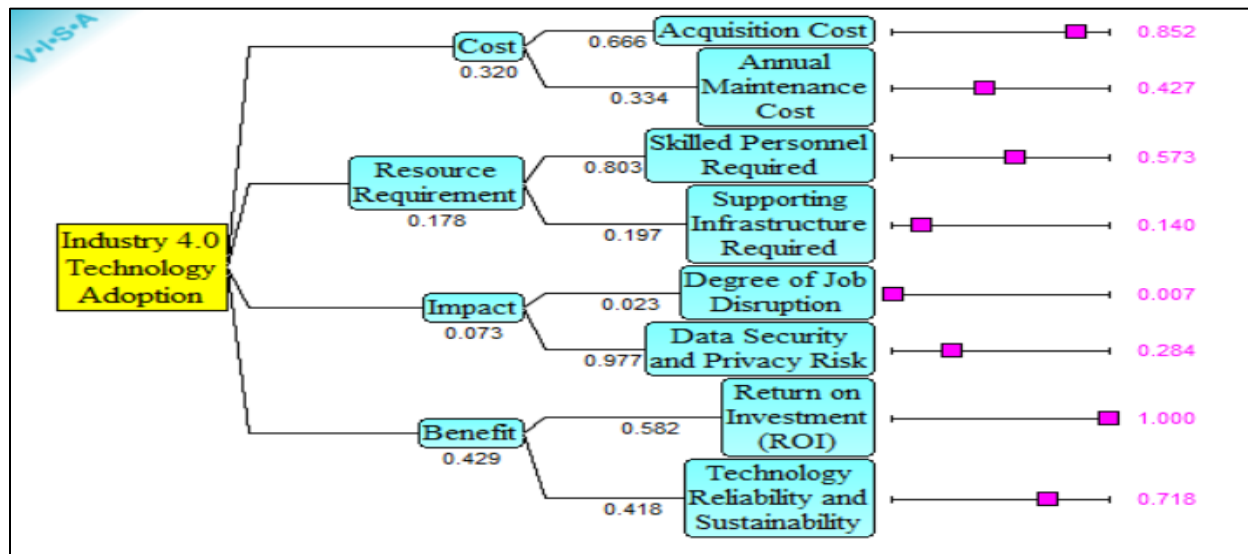 V·I·S·A
Industry 4.0
Technology
Adoption
Cost
0.320
0.666
Acquisition Cost
0.852
0.334
Annual
Maintenance
Cost
0.427
Resource
Requirement
0.178
0.803
Skilled Personnel
Required
0.573
0.197
Supporting
Infrastructure
Required
0.140
Impact
0.073
0.023
Degree of Job
Disruption
0.007
0.977
Data Security
and Privacy Risk
0.284
Benefit
0.429
0.582
Return on
Investment
(ROI)
1.000
0.418
Technology
Reliability and
Sustainability
0.718